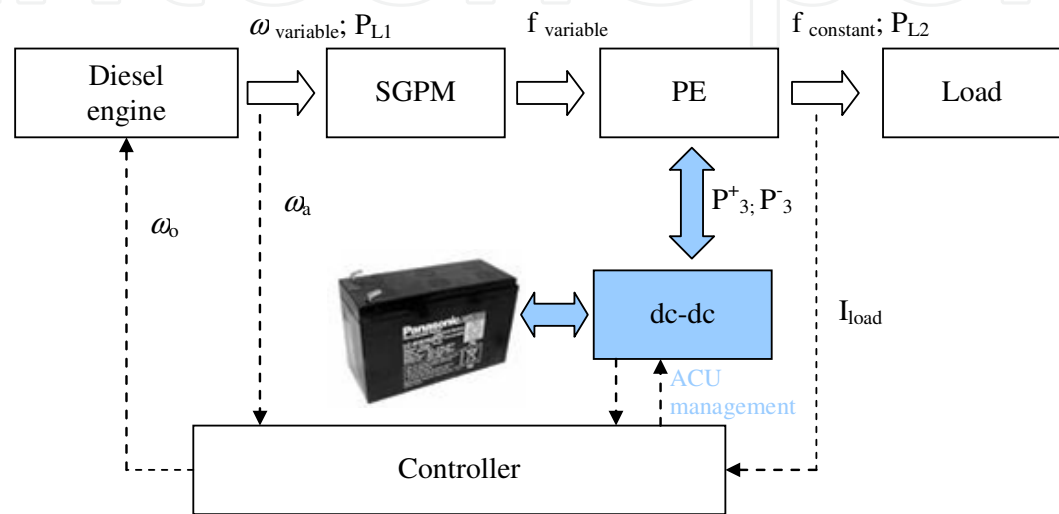 ω variable; PL1
f variable
f constant; PL2
Diesel
engine
SGPM
PE
Load
ωo
ωa
P+3; P-3
Panasonic
dc-dc
Iload
ACU
management
Controller